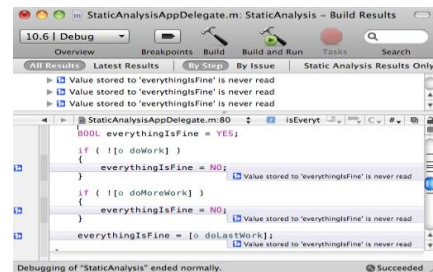 StaticAnalysisAppDelegate.m: StaticAnalysis - Build Results
10.6 | Debug
Overview Breakpoints Build Build and Run Tasks Search
All Results Latest Results By Step By Issue Static Analysis Results Only
Value stored to 'everythingIsFine' is never read
Value stored to 'everythingIsFine' is never read
Value stored to 'everythingIsFine' is never read
StaticAnalysisAppDelegate.m:80 isEveryt C #
BOOL everythingIsFine = YES;
if ( ![o doWork] )
{
everythingIsFine = NO;
} Value stored to 'everythingIsFine' is never read
if ( ![o doMoreWork] )
{
everythingIsFine = NO;
} Value stored to 'everythingIsFine' is never read
everythingIsFine = [o doLastWork];
Value stored to 'everythingIsFine' is never read
Debugging of "StaticAnalysis" ended normally. Succeeded